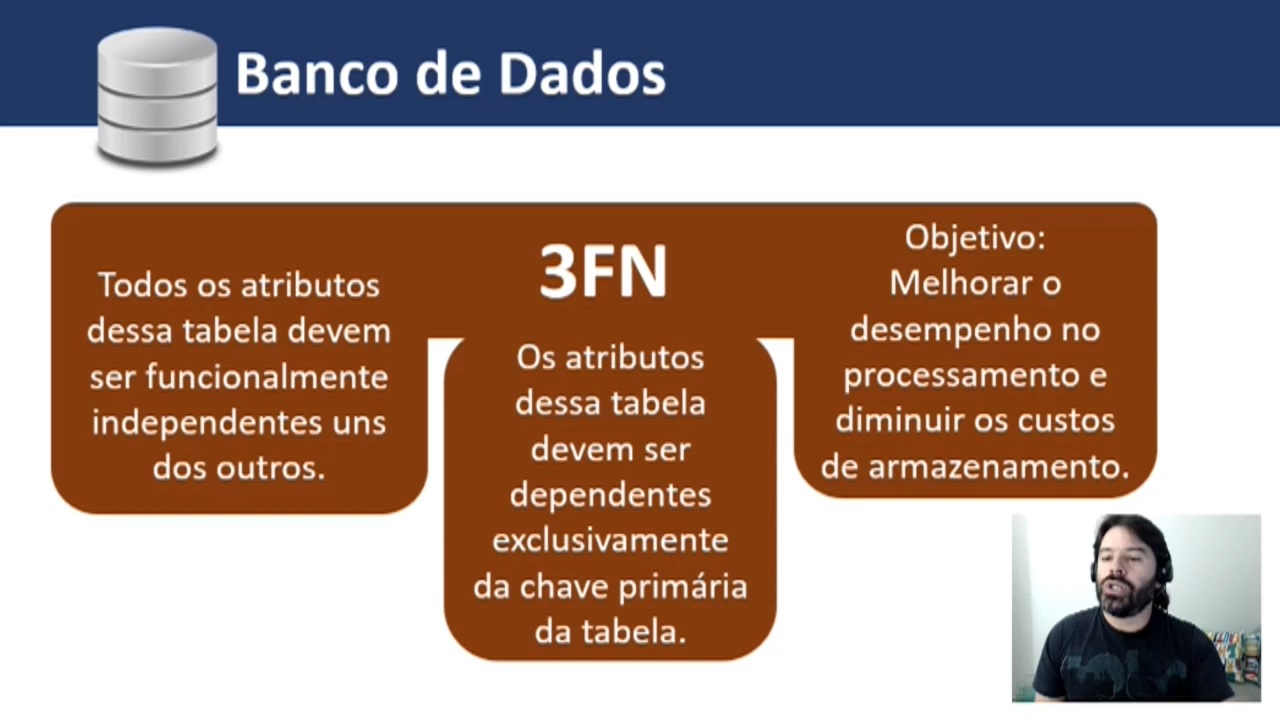 Banco de Dados
Todos os atributos
dessa tabela devem
ser funcionalmente
independentes uns
dos outros.
3FN
Os atributos
dessa tabela
devem ser
dependentes
exclusivamente
da chave primária
da tabela.
Objetivo:
Melhorar o
desempenho no
processamento e
diminuir os custos
de armazenamento.